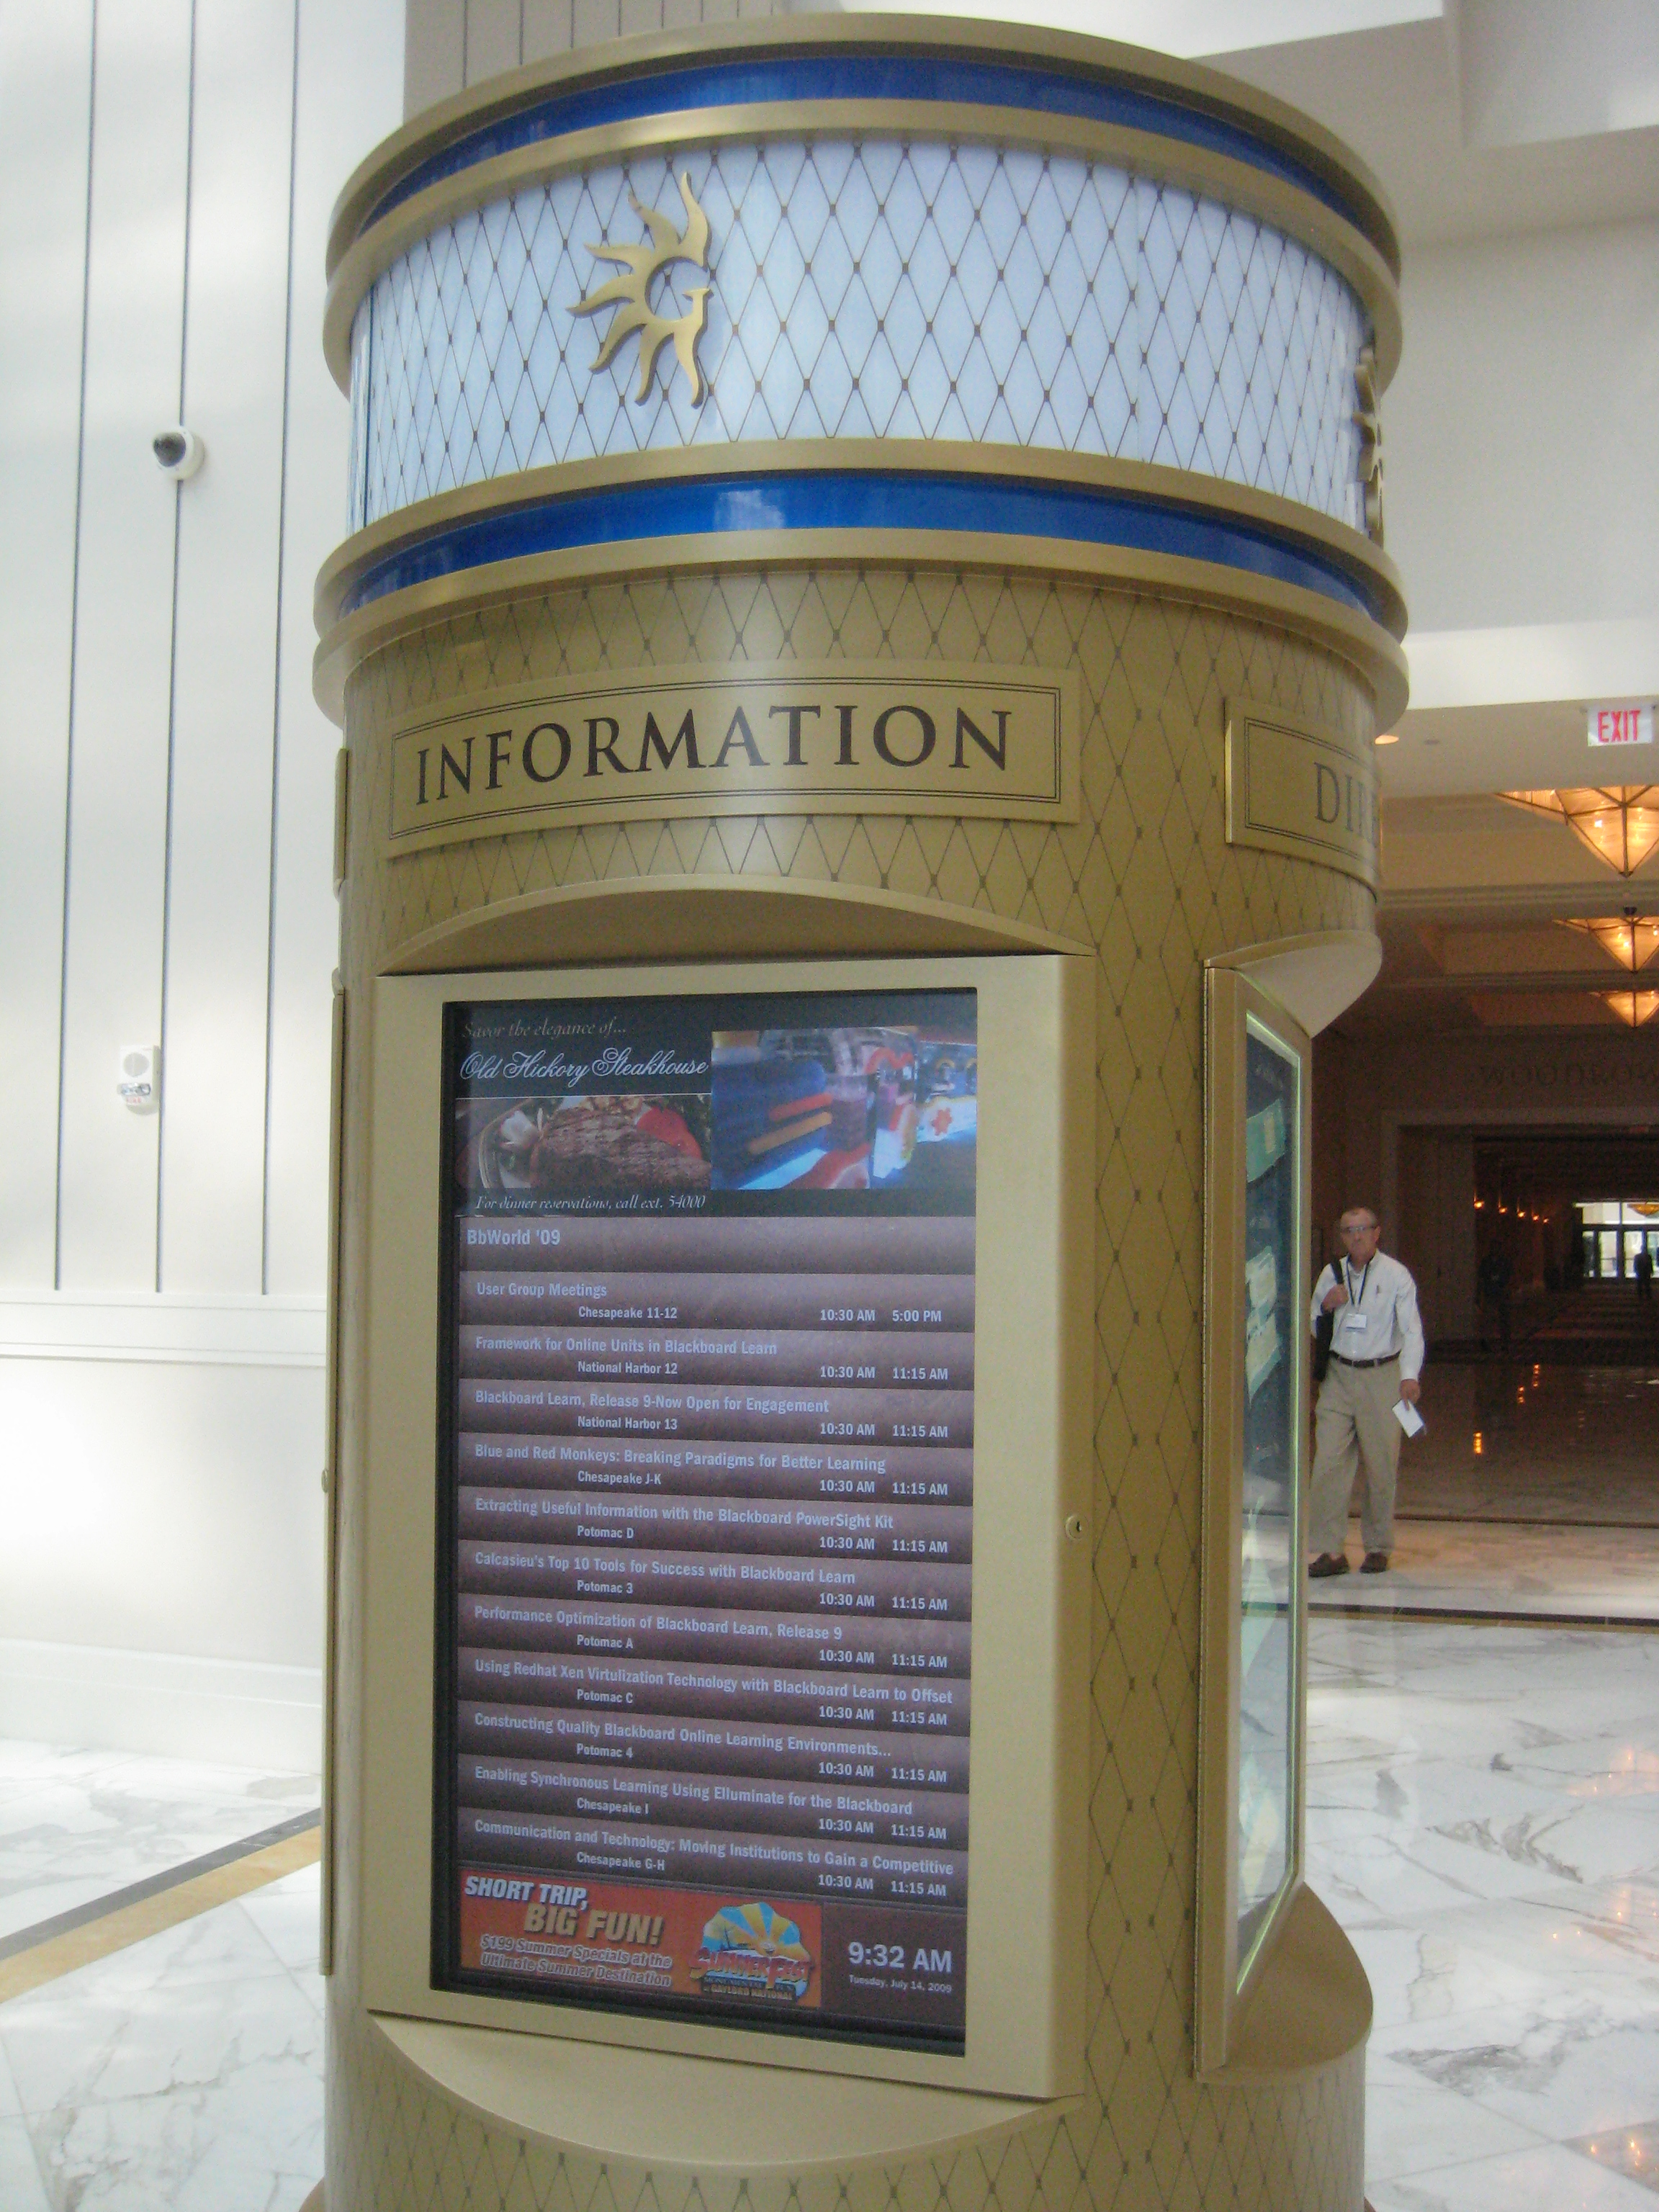 INFORMATION
DI
EXIT
Savor the elegance of...
Old Hickory Steakhouse
For dinner reservations, call ext. 54000
BbWorld '09
User Group Meetings
Chesapeake 11-12 10:30 AM 5:00 PM
Framework for Online Units in Blackboard Learn
National Harbor 12 10:30 AM 11:15 AM
Blackboard Learn, Release 9-Now Open for Engagement
National Harbor 13 10:30 AM 11:15 AM
Blue and Red Monkeys: Breaking Paradigms for Better Learning
Chesapeake J-K 10:30 AM 11:15 AM
Extracting Useful Information with the Blackboard PowerSight Kit
Potomac D 10:30 AM 11:15 AM
Calcasieu's Top 10 Tools for Success with Blackboard Learn
Potomac 3 10:30 AM 11:15 AM
Performance Optimization of Blackboard Learn, Release 9
Potomac A 10:30 AM 11:15 AM
Using Redhat Xen Virtulization Technology with Blackboard Learn to Offset
Potomac C 10:30 AM 11:15 AM
Constructing Quality Blackboard Online Learning Environments...
Potomac 4 10:30 AM 11:15 AM
Enabling Synchronous Learning Using Elluminate for the Blackboard
Chesapeake I 10:30 AM 11:15 AM
Communication and Technology: Moving Institutions to Gain a Competitive
Chesapeake G-H 10:30 AM 11:15 AM
SHORT TRIP,
BIG FUN!
$199 Summer Specials at the
Ultimate Summer Destination
SUMMERFEST
GAYLORD NATIONAL
9:32 AM
Tuesday, July 14, 2009
WOODROW